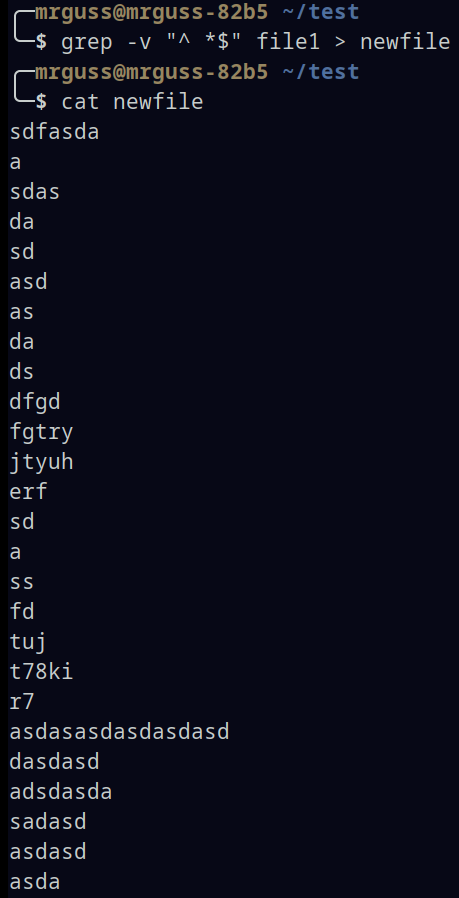 mrguss@mrguss-82b5 ~/test
$ grep -v "^ *$" file1 > newfile
mrguss@mrguss-82b5 ~/test
$ cat newfile
sdfasda
a
sdas
da
sd
asd
as
da
ds
dfgd
fgtry
jtyuh
erf
sd
a
ss
fd
tuj
t78ki
r7
asdasasdasdasdasd
dasdasd
adsdasda
sadasd
asdasd
asda